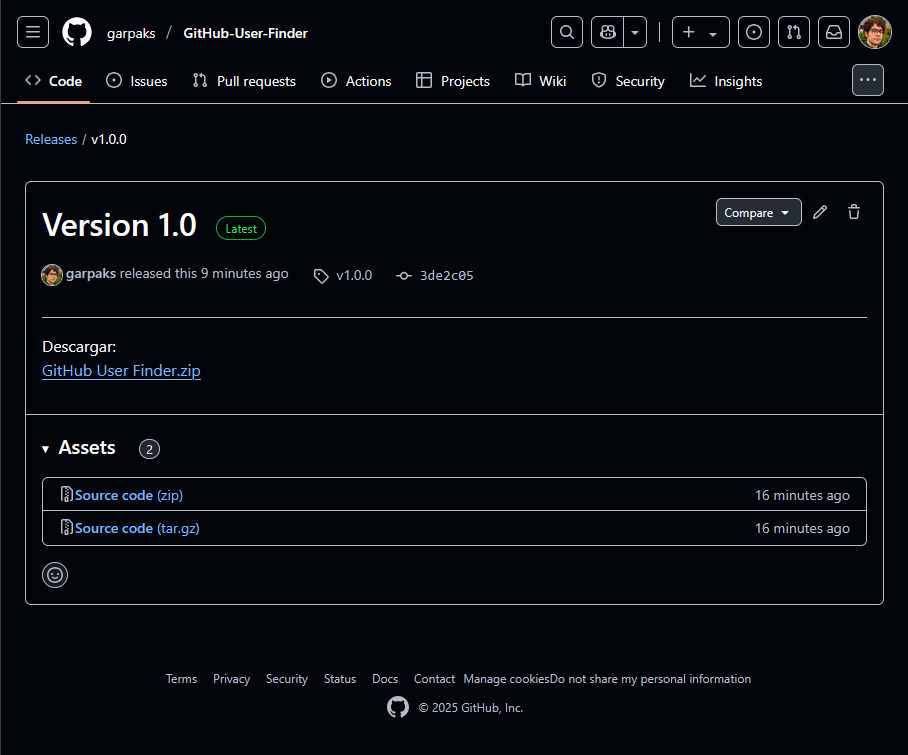 garpaks / GitHub-User-Finder
Code Issues Pull requests Actions Projects Wiki Security Insights
Releases / v1.0.0
Version 1.0 Latest Compare
garpaks released this 9 minutes ago v1.0.0 3de2c05
Descargar:
GitHub User Finder.zip
Assets 2
Source code (zip) 16 minutes ago
Source code (tar.gz) 16 minutes ago
Terms Privacy Security Status Docs Contact Manage cookiesDo not share my personal information
© 2025 GitHub, Inc.